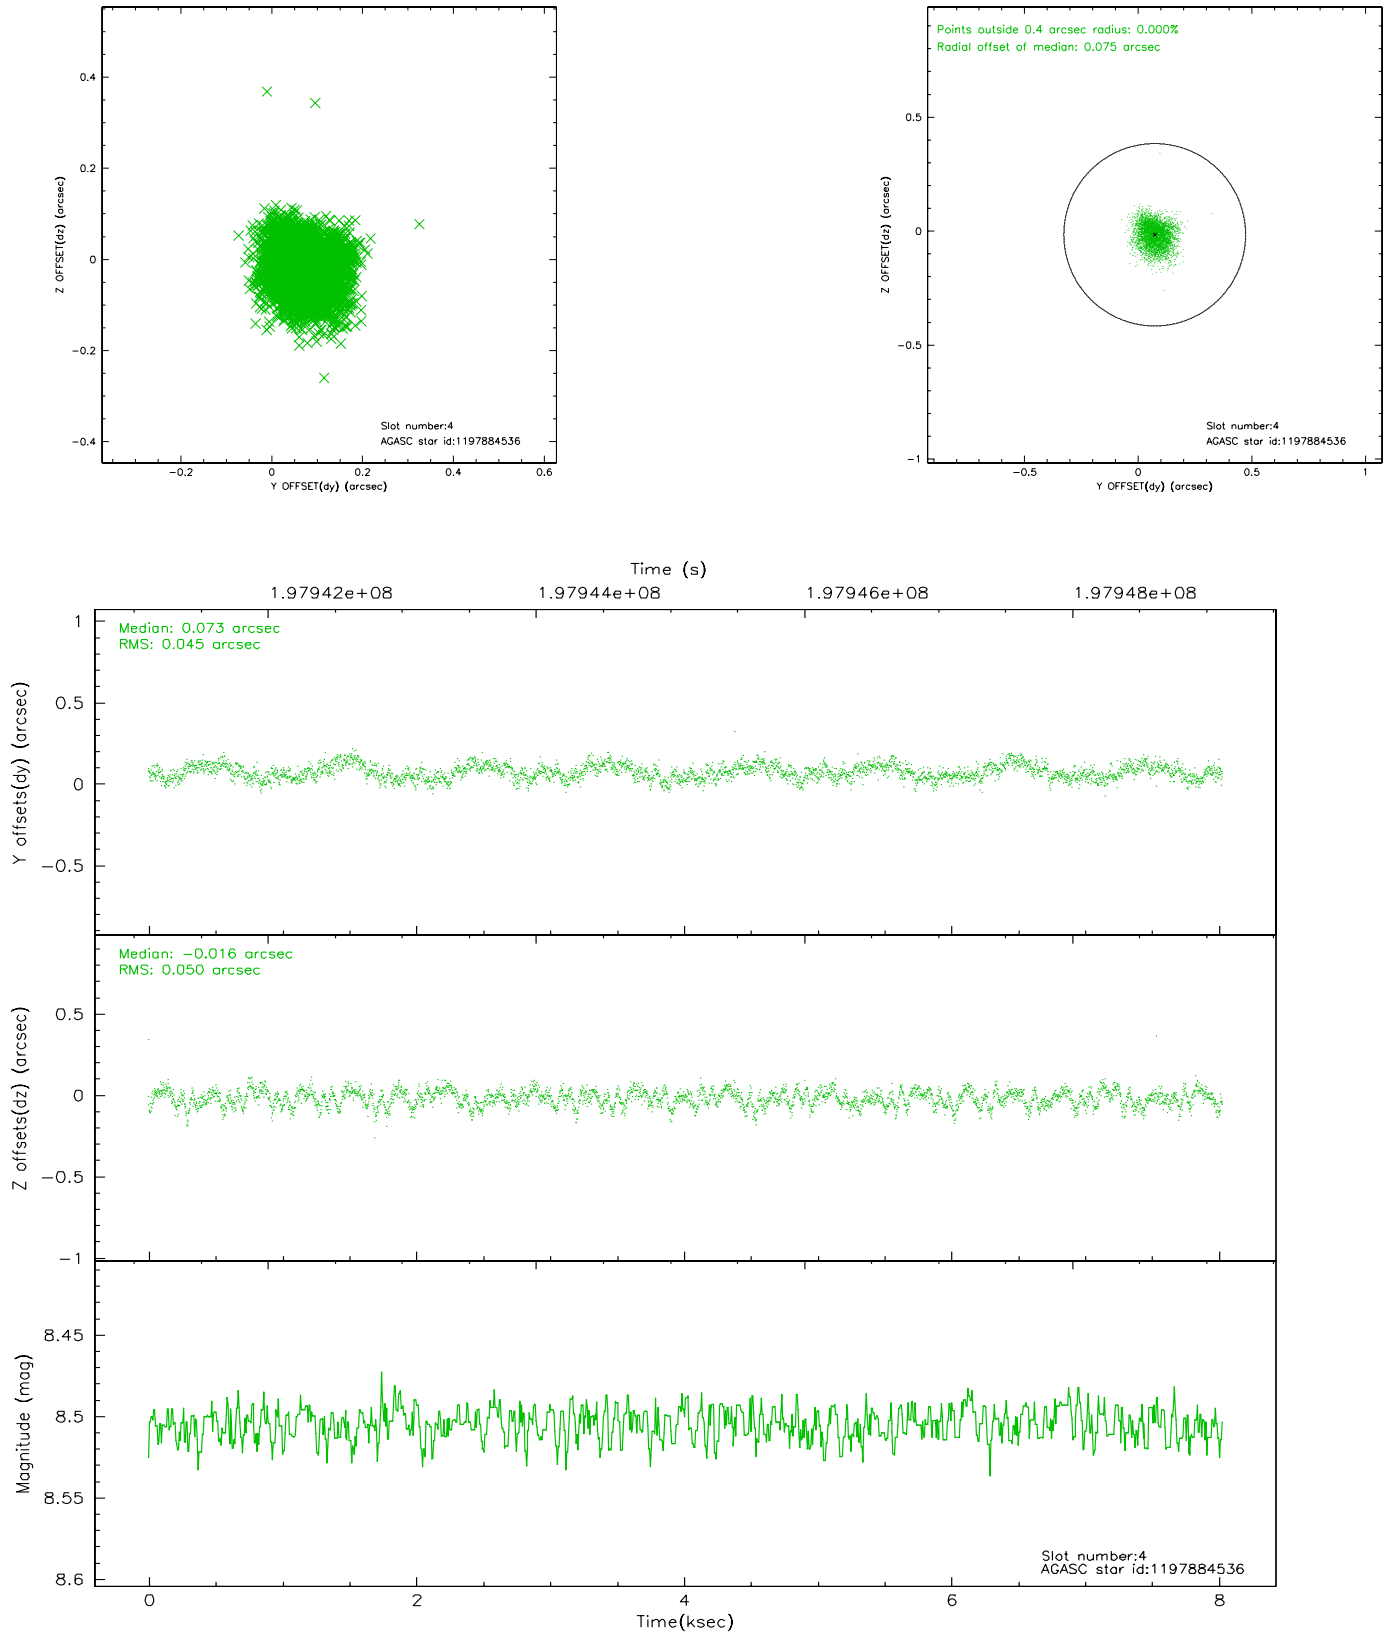 0.4
0.2
0
−0.2
−0.4
Z OFFSET(dz) (arcsec)
Slot number:4
AGASC star id:1197884536
−0.2 0 0.2 0.4 0.6
Y OFFSET(dy) (arcsec)
Points outside 0.4 arcsec radius: 0.000%
Radial offset of median: 0.075 arcsec
0.5
0
−0.5
−1
Z OFFSET(dz) (arcsec)
Slot number:4
AGASC star id:1197884536
−0.5 0 0.5 1
Y OFFSET(dy) (arcsec)
Time (s)
1.97942e+08 1.97944e+08 1.97946e+08 1.97948e+08
Median: 0.073 arcsec
RMS: 0.045 arcsec
1
0.5
0
−0.5
Y offsets(dy) (arcsec)
Median: −0.016 arcsec
RMS: 0.050 arcsec
0.5
0
−0.5
−1
Z offsets(dz) (arcsec)
8.45
8.5
8.55
8.6
Magnitude (mag)
Slot number:4
AGASC star id:1197884536
0 2 4 6 8
Time(ksec)